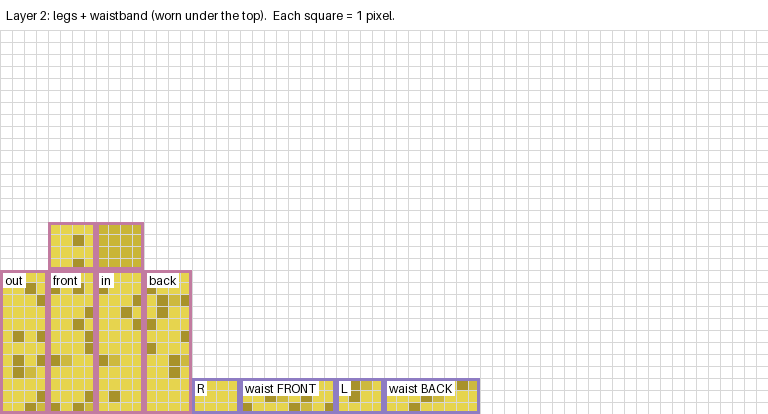 Layer 2: legs + waistband (worn under the top).  Each square = 1 pixel.
out front in back
R waist FRONT L waist BACK